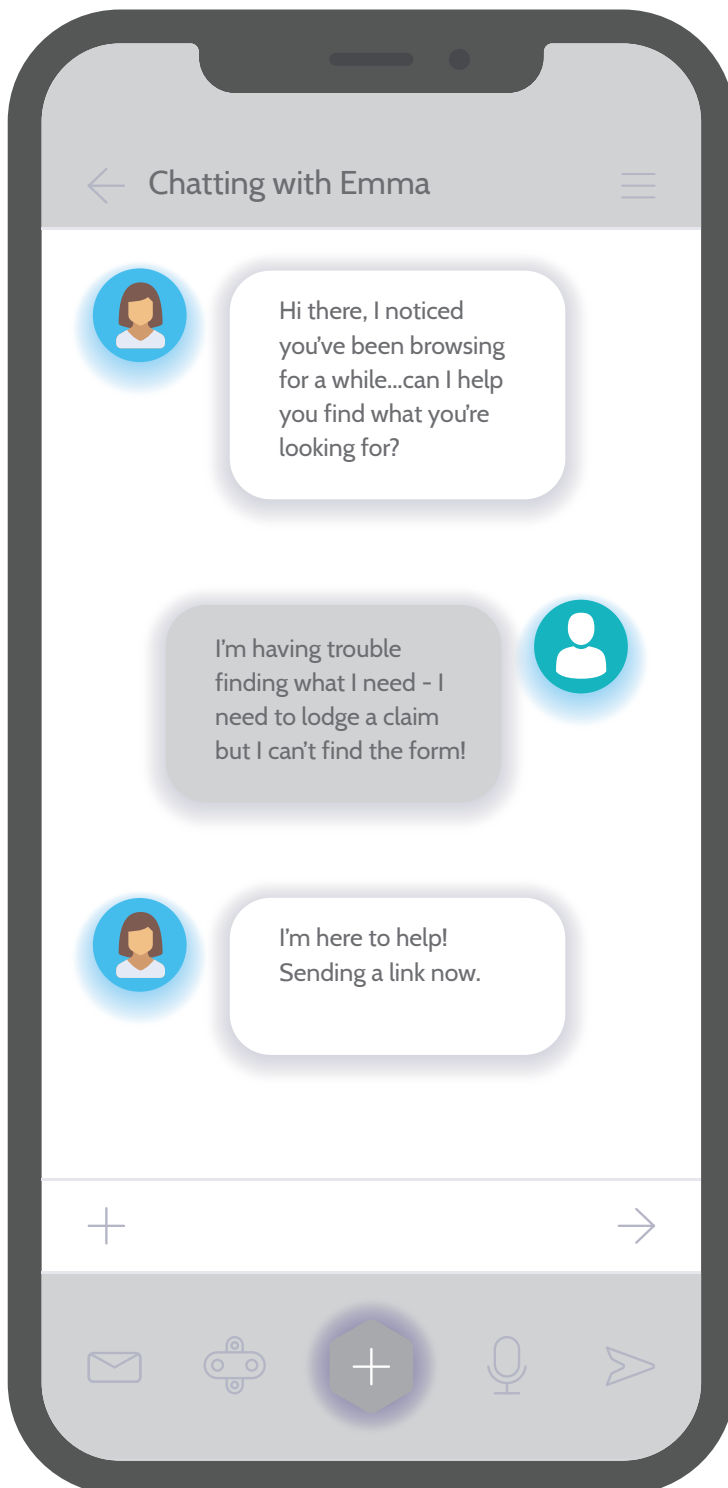 Chatting with Emma
Hi there, I noticed
you've been browsing
for a while...can I help
you find what you're
looking for?
I'm having trouble
finding what I need - I
need to lodge a claim
but I can't find the form!
I'm here to help!
Sending a link now.